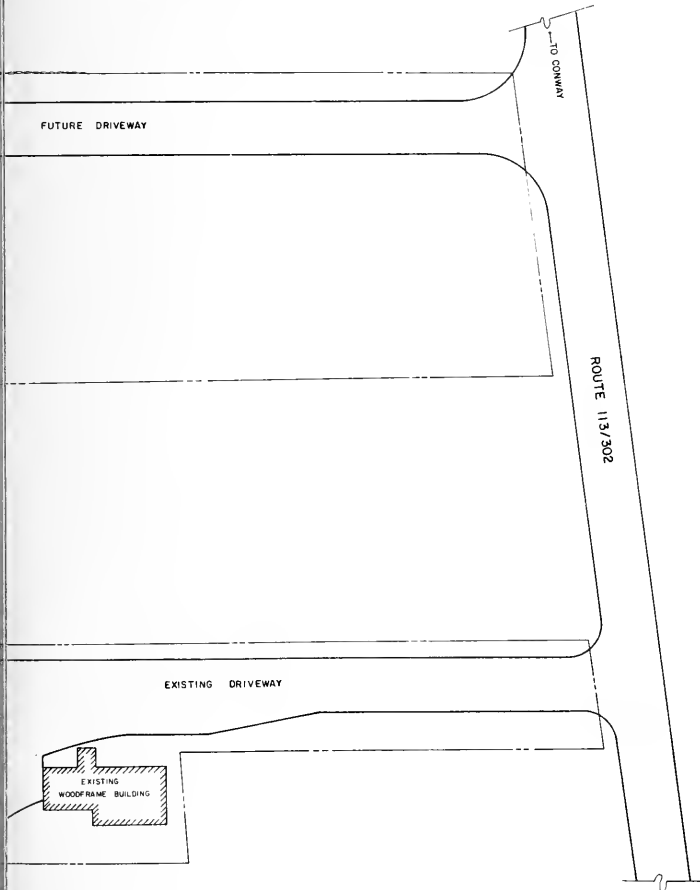 TO CONWAY
FUTURE DRIVEWAY
ROUTE 113/302
EXISTING DRIVEWAY
EXISTING
WOODFRAME BUILDING